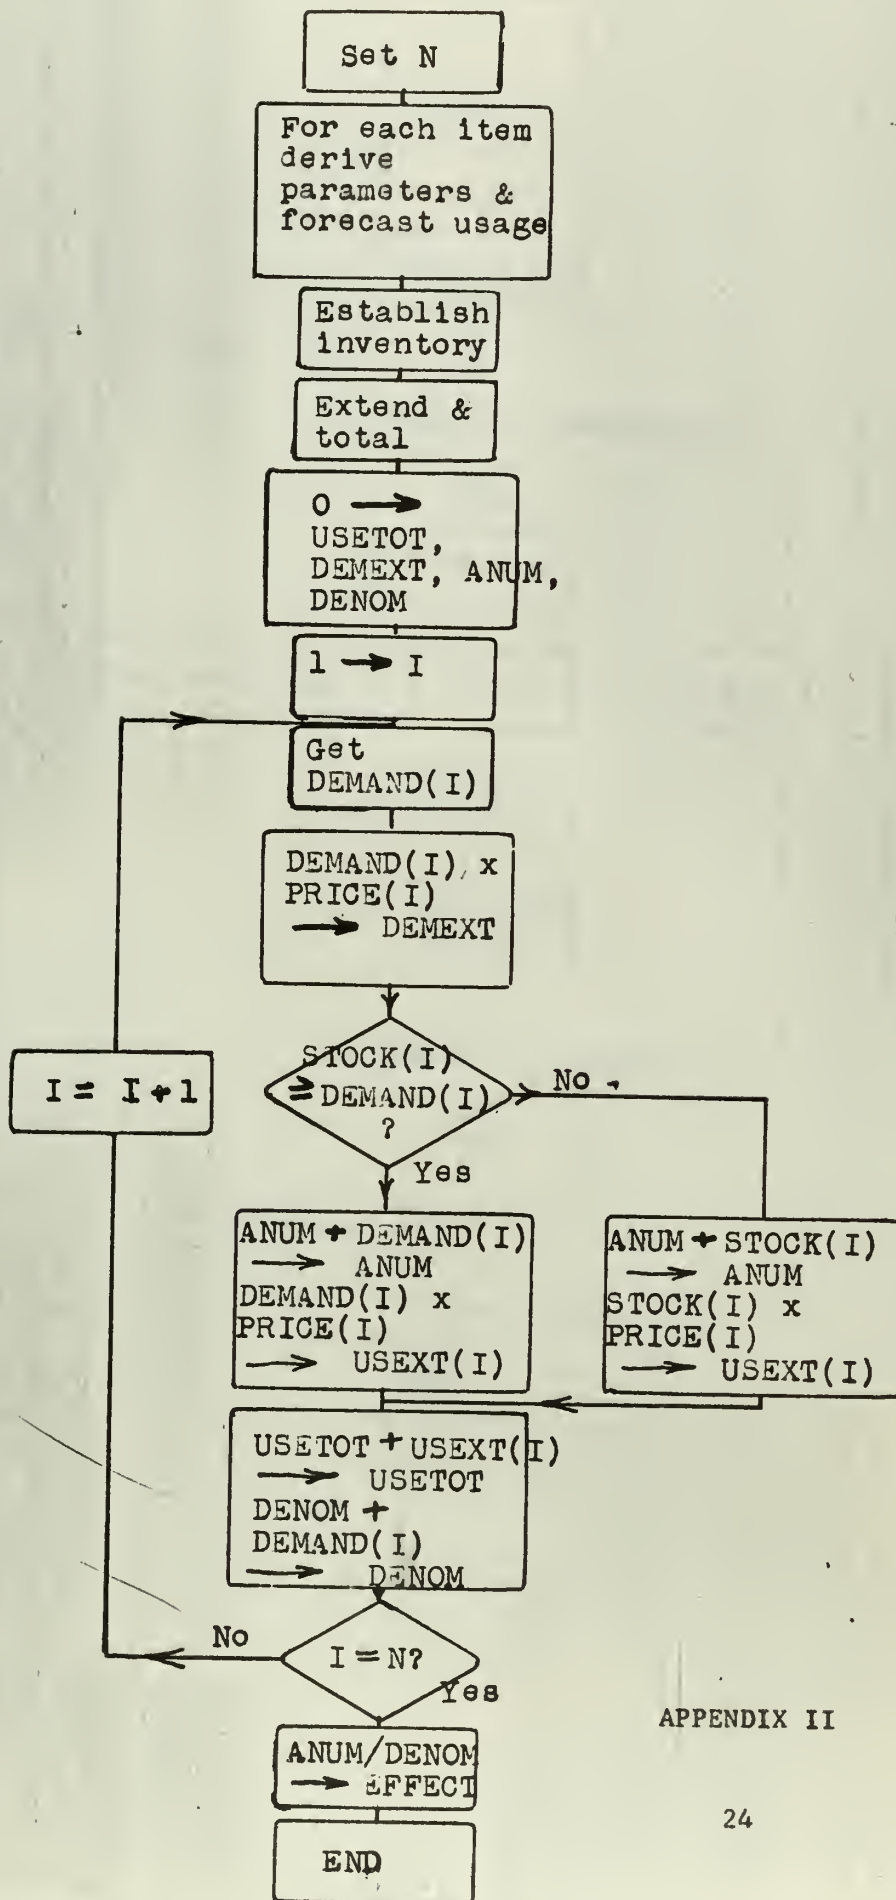 Set N
For each item
derive
parameters &
forecast usage
Establish
inventory
Extend &
total
0 →
USETOT,
DEMEXT, ANUM,
DENOM
1 → I
Get
DEMAND(I)
DEMAND(I) x
PRICE(I)
→ DEMEXT
STOCK(I)
≥ DEMAND(I)
?
No
Yes
I = I + 1
ANUM + DEMAND(I)
→ ANUM
DEMAND(I) x
PRICE(I)
→ USEXT(I)
ANUM + STOCK(I)
→ ANUM
STOCK(I) x
PRICE(I)
→ USEXT(I)
USETOT + USEXT(I)
→ USETOT
DENOM +
DEMAND(I)
→ DENOM
No
I = N?
Yes
ANUM/DENOM
→ EFFECT
END
APPENDIX II
24